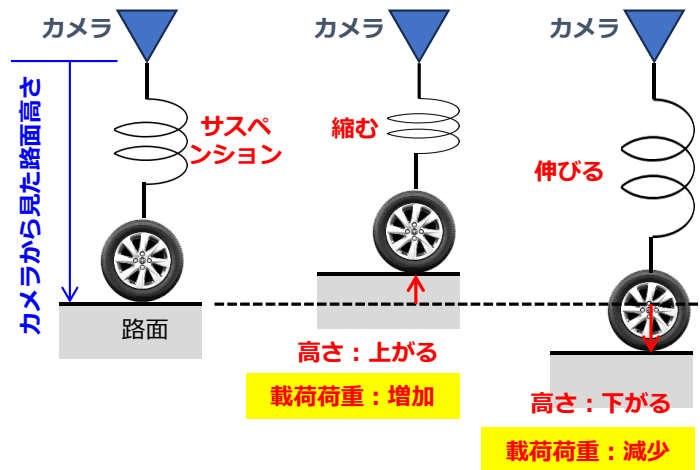 カメラ
カメラ
カメラ
カメラから見た路面高さ
サスペ
ンション
縮む
伸びる
路面
高さ：上がる
載荷荷重：増加
高さ：下がる
載荷荷重：減少